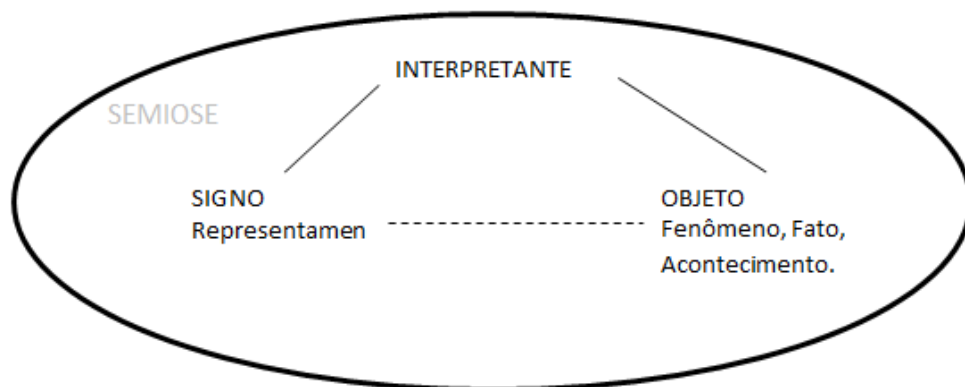 INTERPRETANTE
SEMIOSE
SIGNO
Representamen
OBJETO
Fenômeno, Fato,
Acontecimento.